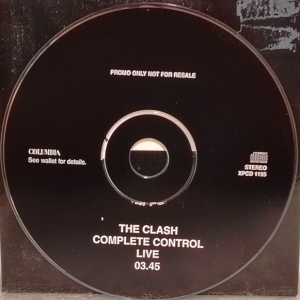 PROMO ONLY NOT FOR RESALE
COLUMBIA
See wallet for details.
STEREO
XPCD 1195
THE CLASH
COMPLETE CONTROL
LIVE
03.45